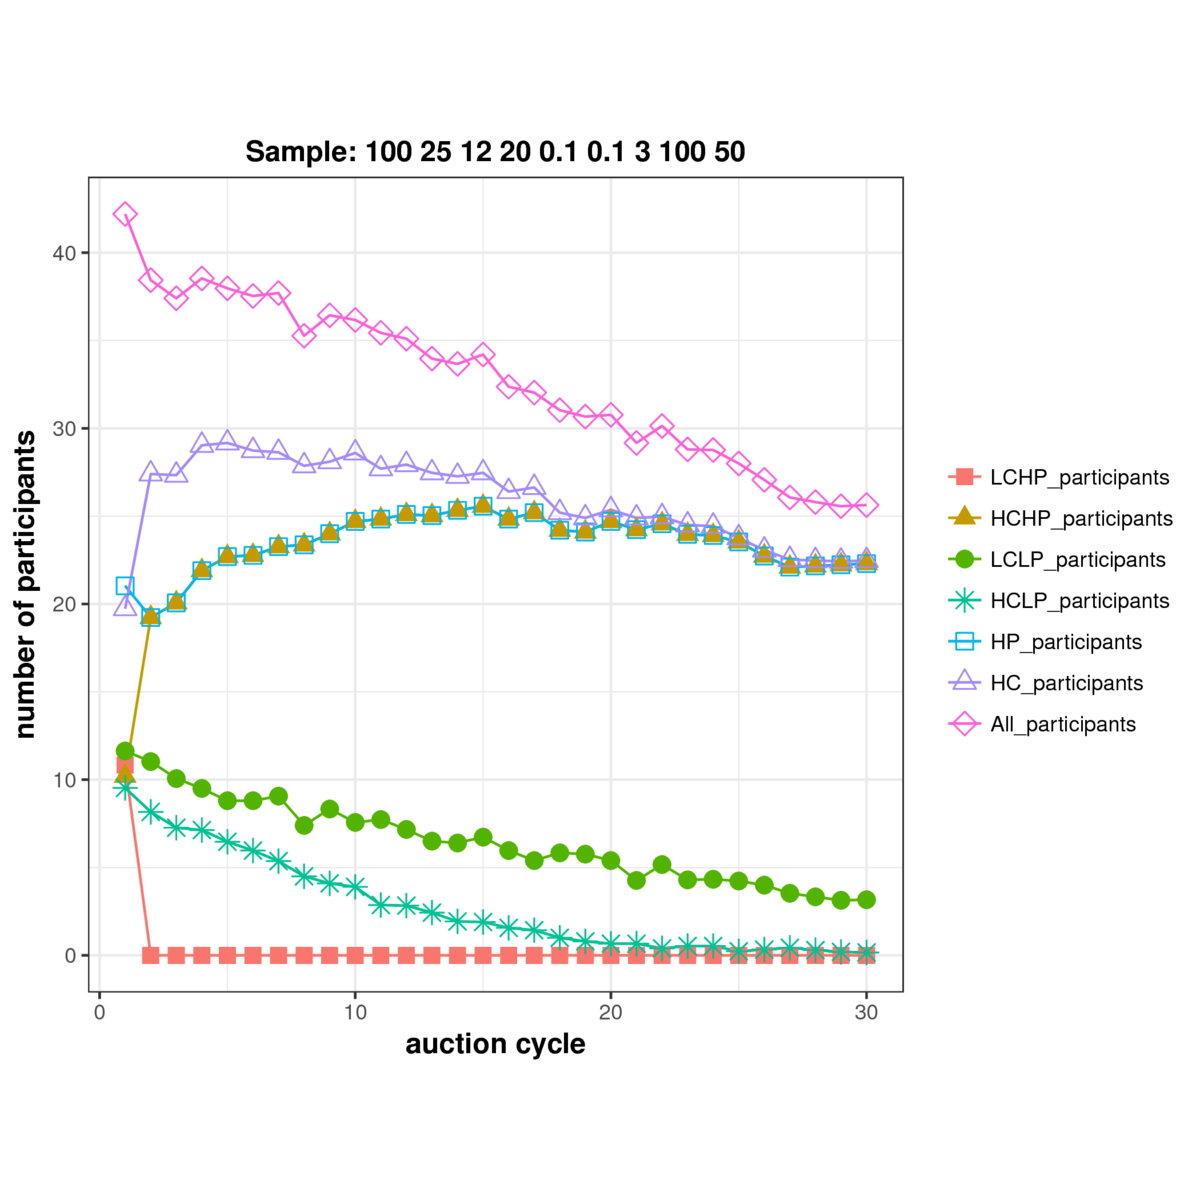 Sample: 100 25 12 20 0.1 0.1 3 100 50
number of participants
40
30
20
10
0
0 10 20 30
auction cycle
LCHP_participants
HCHP_participants
LCLP_participants
HCLP_participants
HP_participants
HC_participants
All_participants